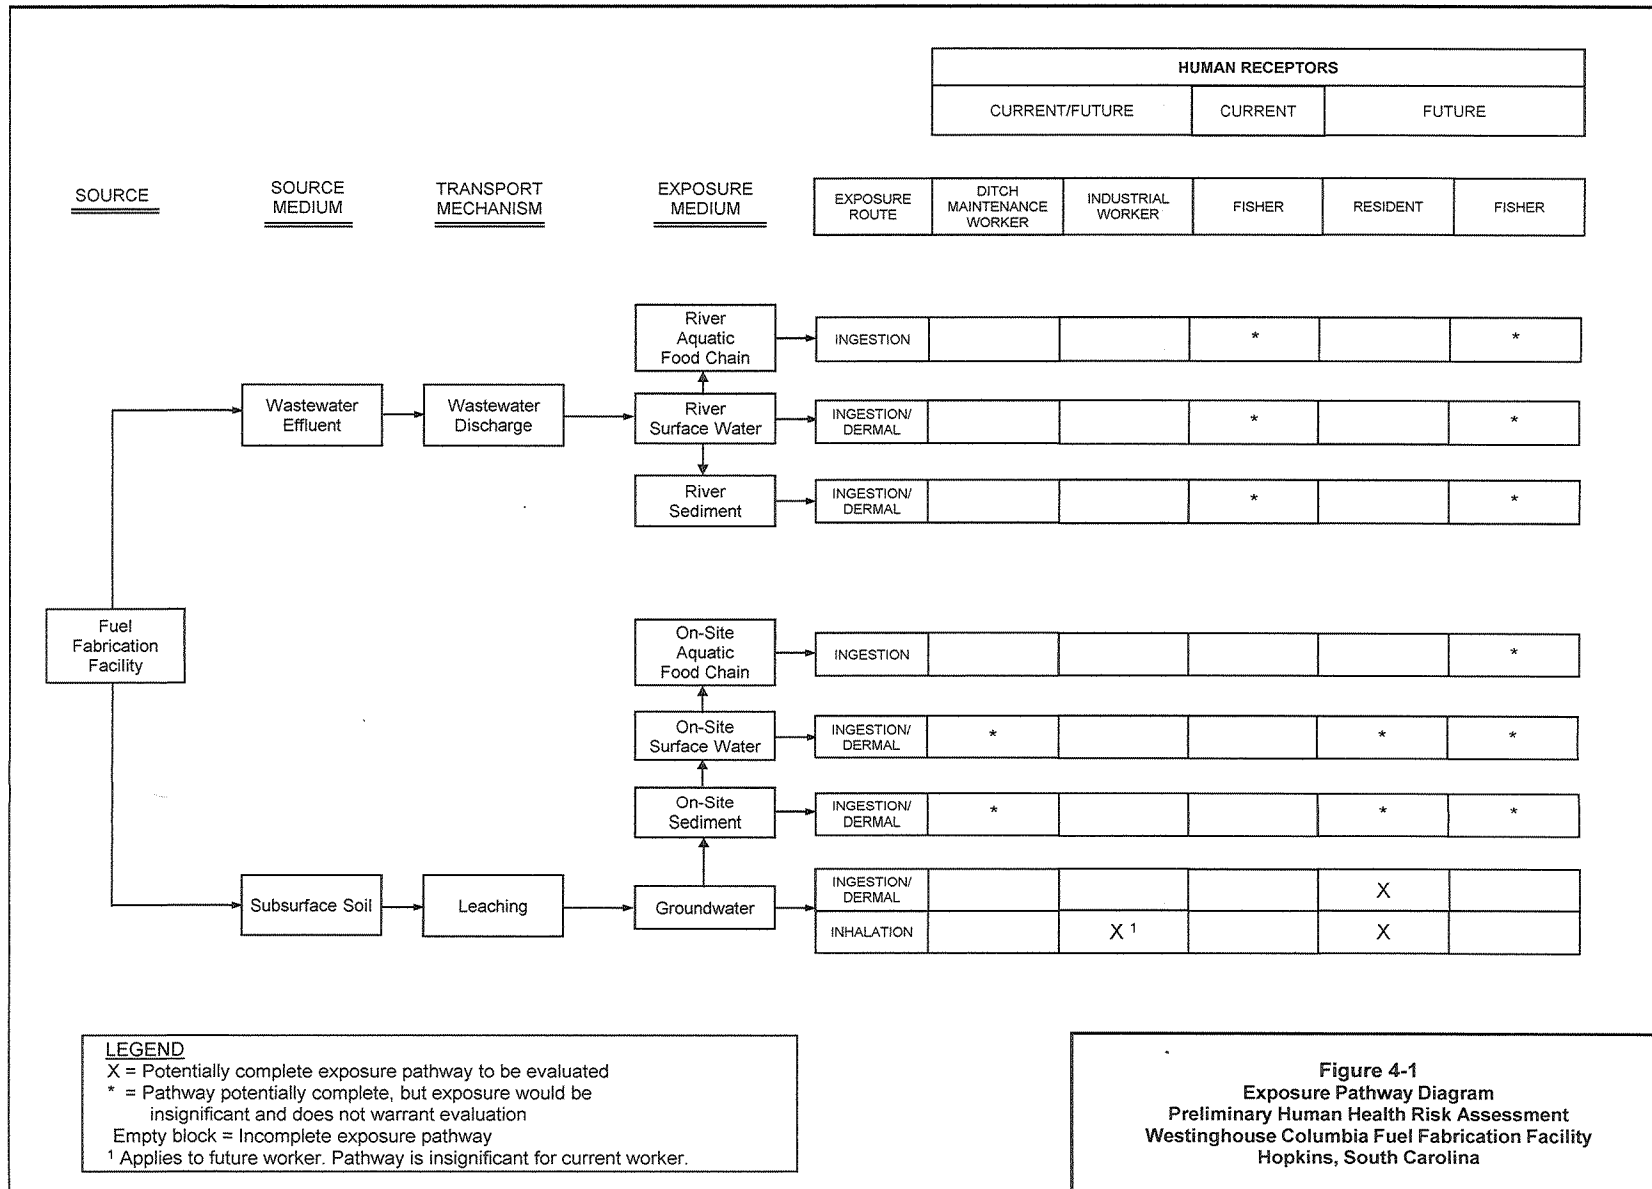 HUMAN RECEPTORS
CURRENT/FUTURE CURRENT FUTURE
SOURCE
SOURCE
MEDIUM
TRANSPORT
MECHANISM
EXPOSURE
MEDIUM
EXPOSURE
ROUTE
DITCH
MAINTENANCE
WORKER
INDUSTRIAL
WORKER
FISHER
RESIDENT
FISHER
River
Aquatic
Food Chain
INGESTION * *
Wastewater
Effluent
Wastewater
Discharge
River
Surface Water
INGESTION/
DERMAL
* *
River
Sediment
INGESTION/
DERMAL
* *
Fuel
Fabrication
Facility
On-Site
Aquatic
Food Chain
INGESTION *
On-Site
Surface Water
INGESTION/
DERMAL
* * *
On-Site
Sediment
INGESTION/
DERMAL
* * *
Subsurface Soil
Leaching
Groundwater
INGESTION/
DERMAL
X
INHALATION X ¹ X
LEGEND
X = Potentially complete exposure pathway to be evaluated
* = Pathway potentially complete, but exposure would be
insignificant and does not warrant evaluation
Empty block = Incomplete exposure pathway
¹ Applies to future worker. Pathway is insignificant for current worker.
Figure 4-1
Exposure Pathway Diagram
Preliminary Human Health Risk Assessment
Westinghouse Columbia Fuel Fabrication Facility
Hopkins, South Carolina